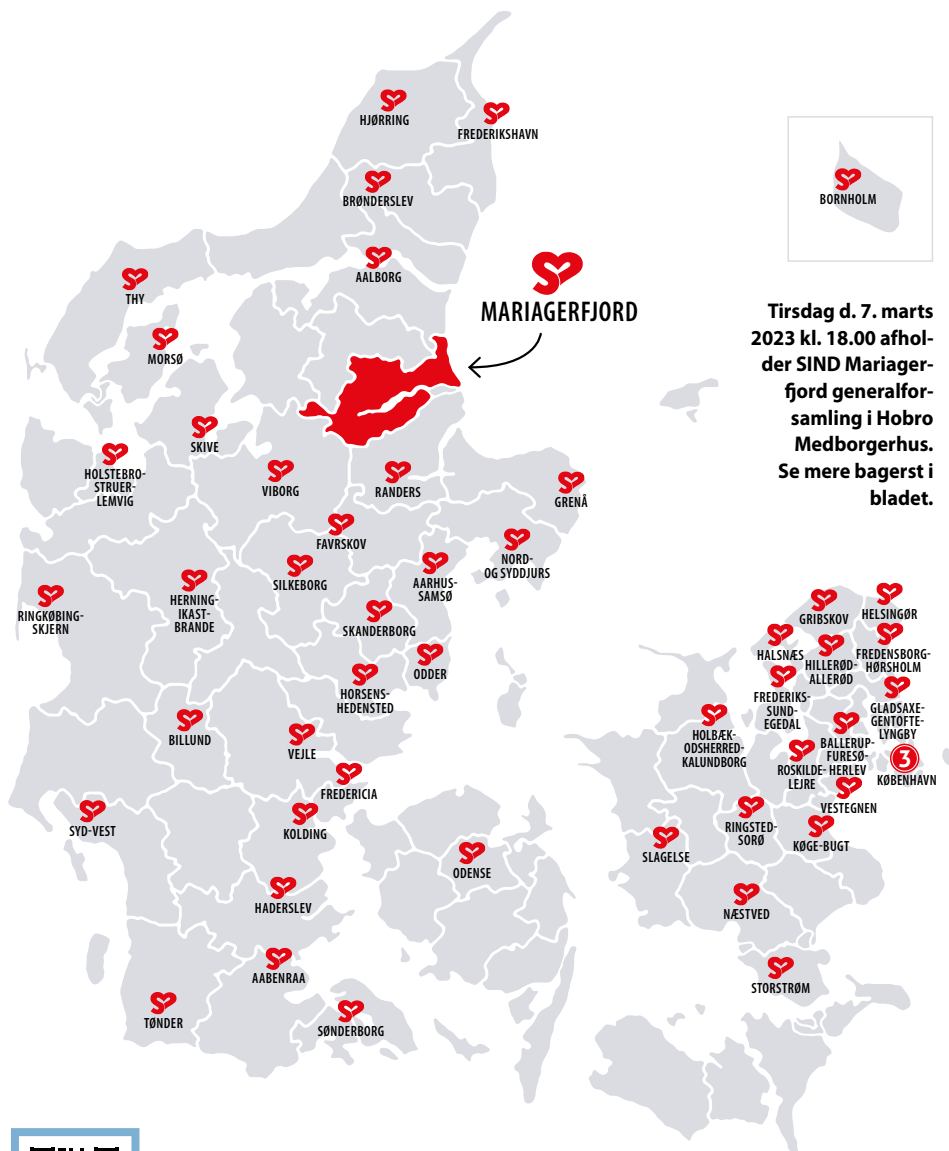 HJØRRING
FREDERIKSHAVN
BRØNDERSLEV
BORNHOLM
AALBORG
THY
MARIAGERFJORD
Tirsdag d. 7. marts
2023 kl. 18.00 afhol-
der SIND Mariager-
fjord generalfor-
samling i Hobro
Medborgerhus.
Se mere bagerst i
bladet.
MORSØ
SKIVE
HOLSTEBRO-
STRUER-
LEMVIG
VIBORG
RANDERS
GRENÅ
FAVRSKOV
NORD-
OG SYDDJURS
SILKEBORG
AARHUS-
SAMSØ
HERNING-
IKAST-
BRANDE
RINGKØBING-
SKJERN
SKANDERBORG
ODDER
HORSENS-
HEDENSTED
BILLUND
VEJLE
FREDERICIA
SYD-VEST
KOLDING
ODENSE
HADERSLEV
AABENRAA
TØNDER
SØNDERBORG
GRIBSKOV
HELSINGØR
HALSNÆS
HILLERØD-
ALLERØD
FREDENSBORG-
HØRSHOLM
FREDERIKS-
SUND-
EGEDAL
GLADSAXE-
GENTOFTE-
LYNGBY
HOLBÆK-
ODSHERRED-
KALUNDBORG
BALLERUP-
FURESØ-
HERLEV
3
KØBENHAVN
ROSKILDE-
LEJRE
VESTEGNEN
RINGSTED-
SORØ
KØGE-BUGT
SLAGELSE
NÆSTVED
STORSTRØM